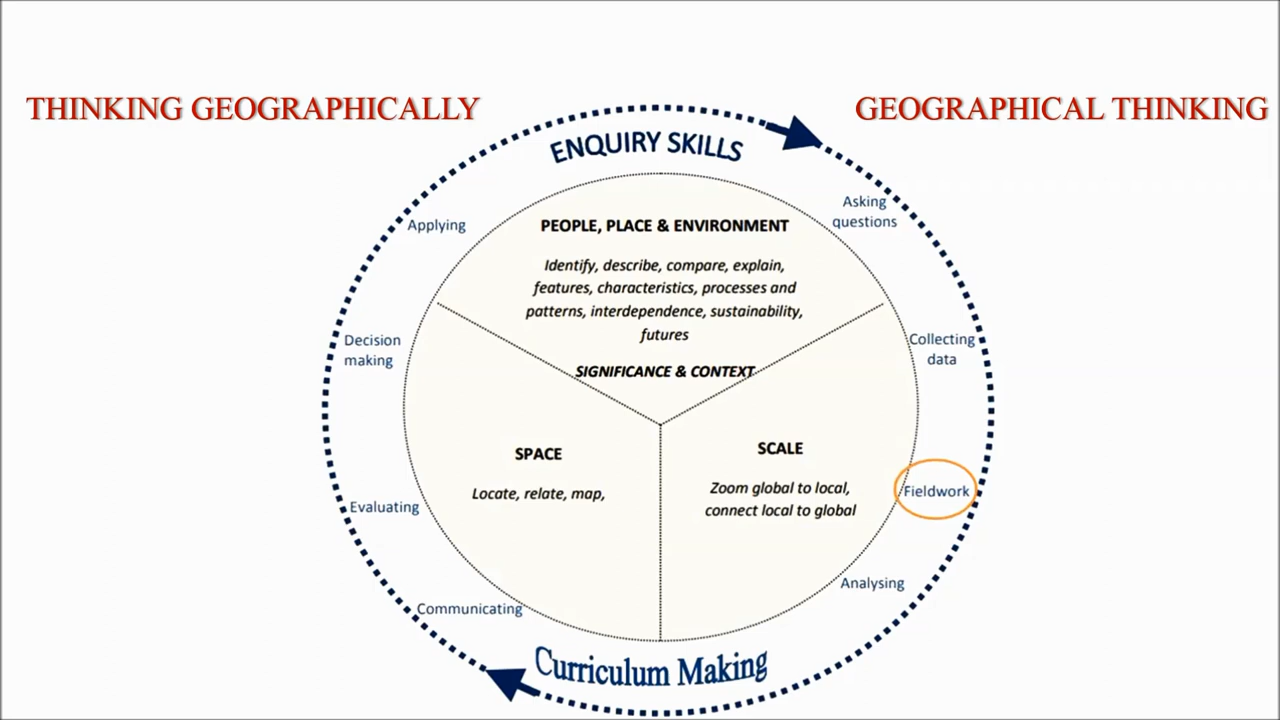 THINKING GEOGRAPHICALLY
GEOGRAPHICAL THINKING
ENQUIRY SKILLS
Asking
questions
Applying
PEOPLE, PLACE & ENVIRONMENT
Identify, describe, compare, explain,
features, characteristics, processes and
patterns, interdependence, sustainability,
futures
SIGNIFICANCE & CONTEXT
Decision
making
Collecting
data
SPACE
Locate, relate, map,
SCALE
Zoom global to local,
connect local to global
Fieldwork
Evaluating
Analysing
Communicating
Curriculum Making